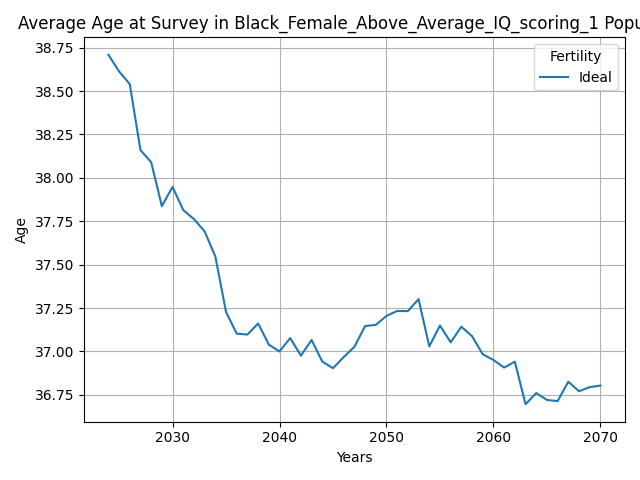 Average Age at Survey in Black_Female_Above_Average_IQ_scoring_1 Popu
38.75
38.50
38.25
38.00
37.75
37.50
37.25
37.00
36.75
Age
Fertility
Ideal
2030 2040 2050 2060 2070
Years